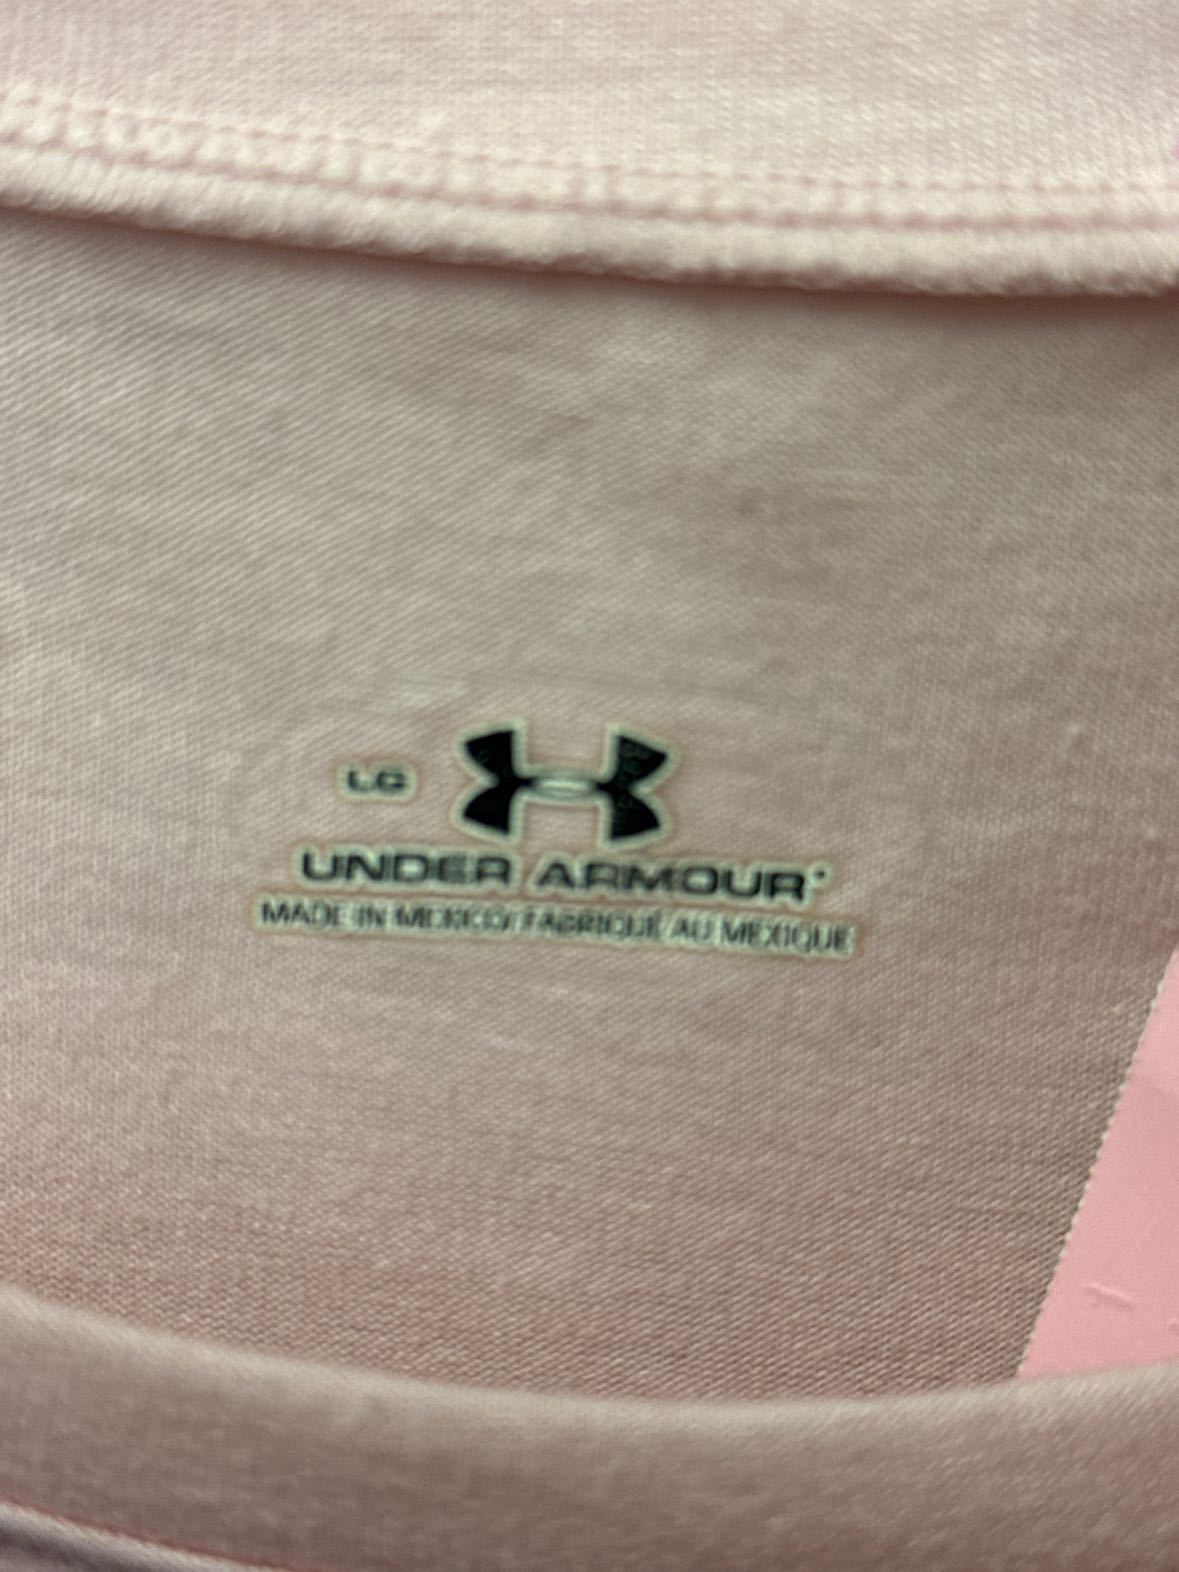 LG
UNDER ARMOUR
MADE IN MEXICO/FABRIQUÉ AU MEXIQUE